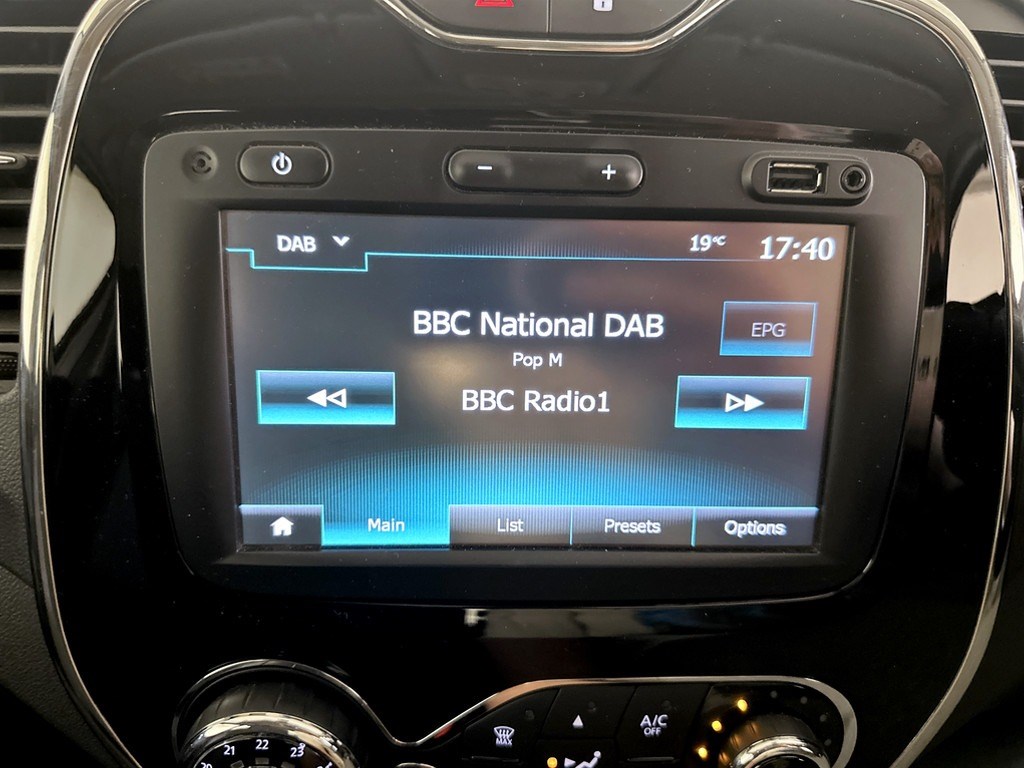 DAB
19°C 17:40
BBC National DAB
EPG
Pop M
BBC Radio1
Main List Presets Options
MAX
A/C
OFF
20 21 22 23